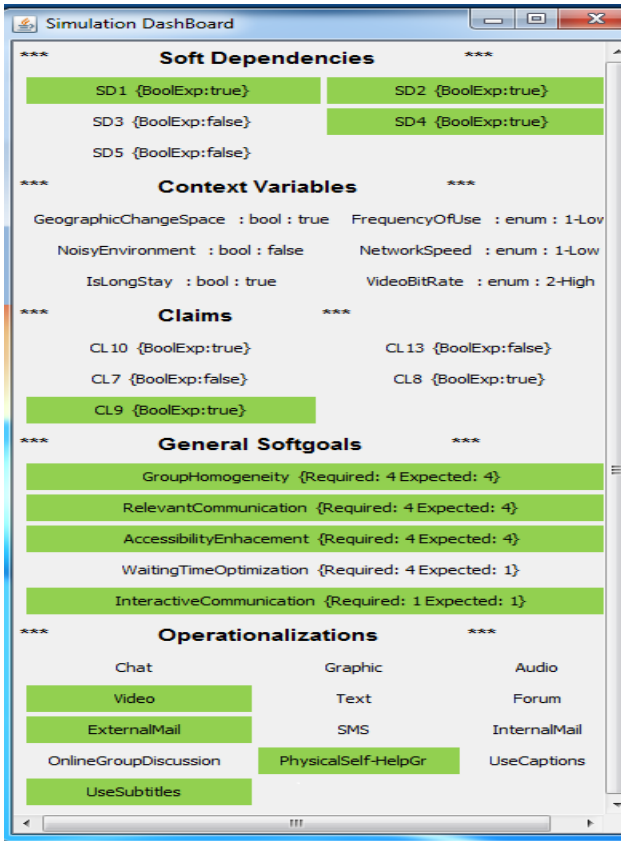 Simulation DashBoard
*** Soft Dependencies ***
SD1 {BoolExp:true} SD2 {BoolExp:true}
SD3 {BoolExp:false} SD4 {BoolExp:true}
SD5 {BoolExp:false}
*** Context Variables ***
GeographicChangeSpace : bool : true FrequencyOfUse : enum : 1-Low
NoisyEnvironment : bool : false NetworkSpeed : enum : 1-Low
IsLongStay : bool : true VideoBitRate : enum : 2-High
*** Claims ***
CL10 {BoolExp:true} CL13 {BoolExp:false}
CL7 {BoolExp:false} CL8 {BoolExp:true}
CL9 {BoolExp:true}
*** General Softgoals ***
GroupHomogeneity {Required: 4 Expected: 4}
RelevantCommunication {Required: 4 Expected: 4}
AccessibilityEnhacement {Required: 4 Expected: 4}
WaitingTimeOptimization {Required: 4 Expected: 1}
InteractiveCommunication {Required: 1 Expected: 1}
*** Operationalizations ***
Chat Graphic Audio
Video Text Forum
ExternalMail SMS InternalMail
OnlineGroupDiscussion PhysicalSelf-HelpGr UseCaptions
UseSubtitles